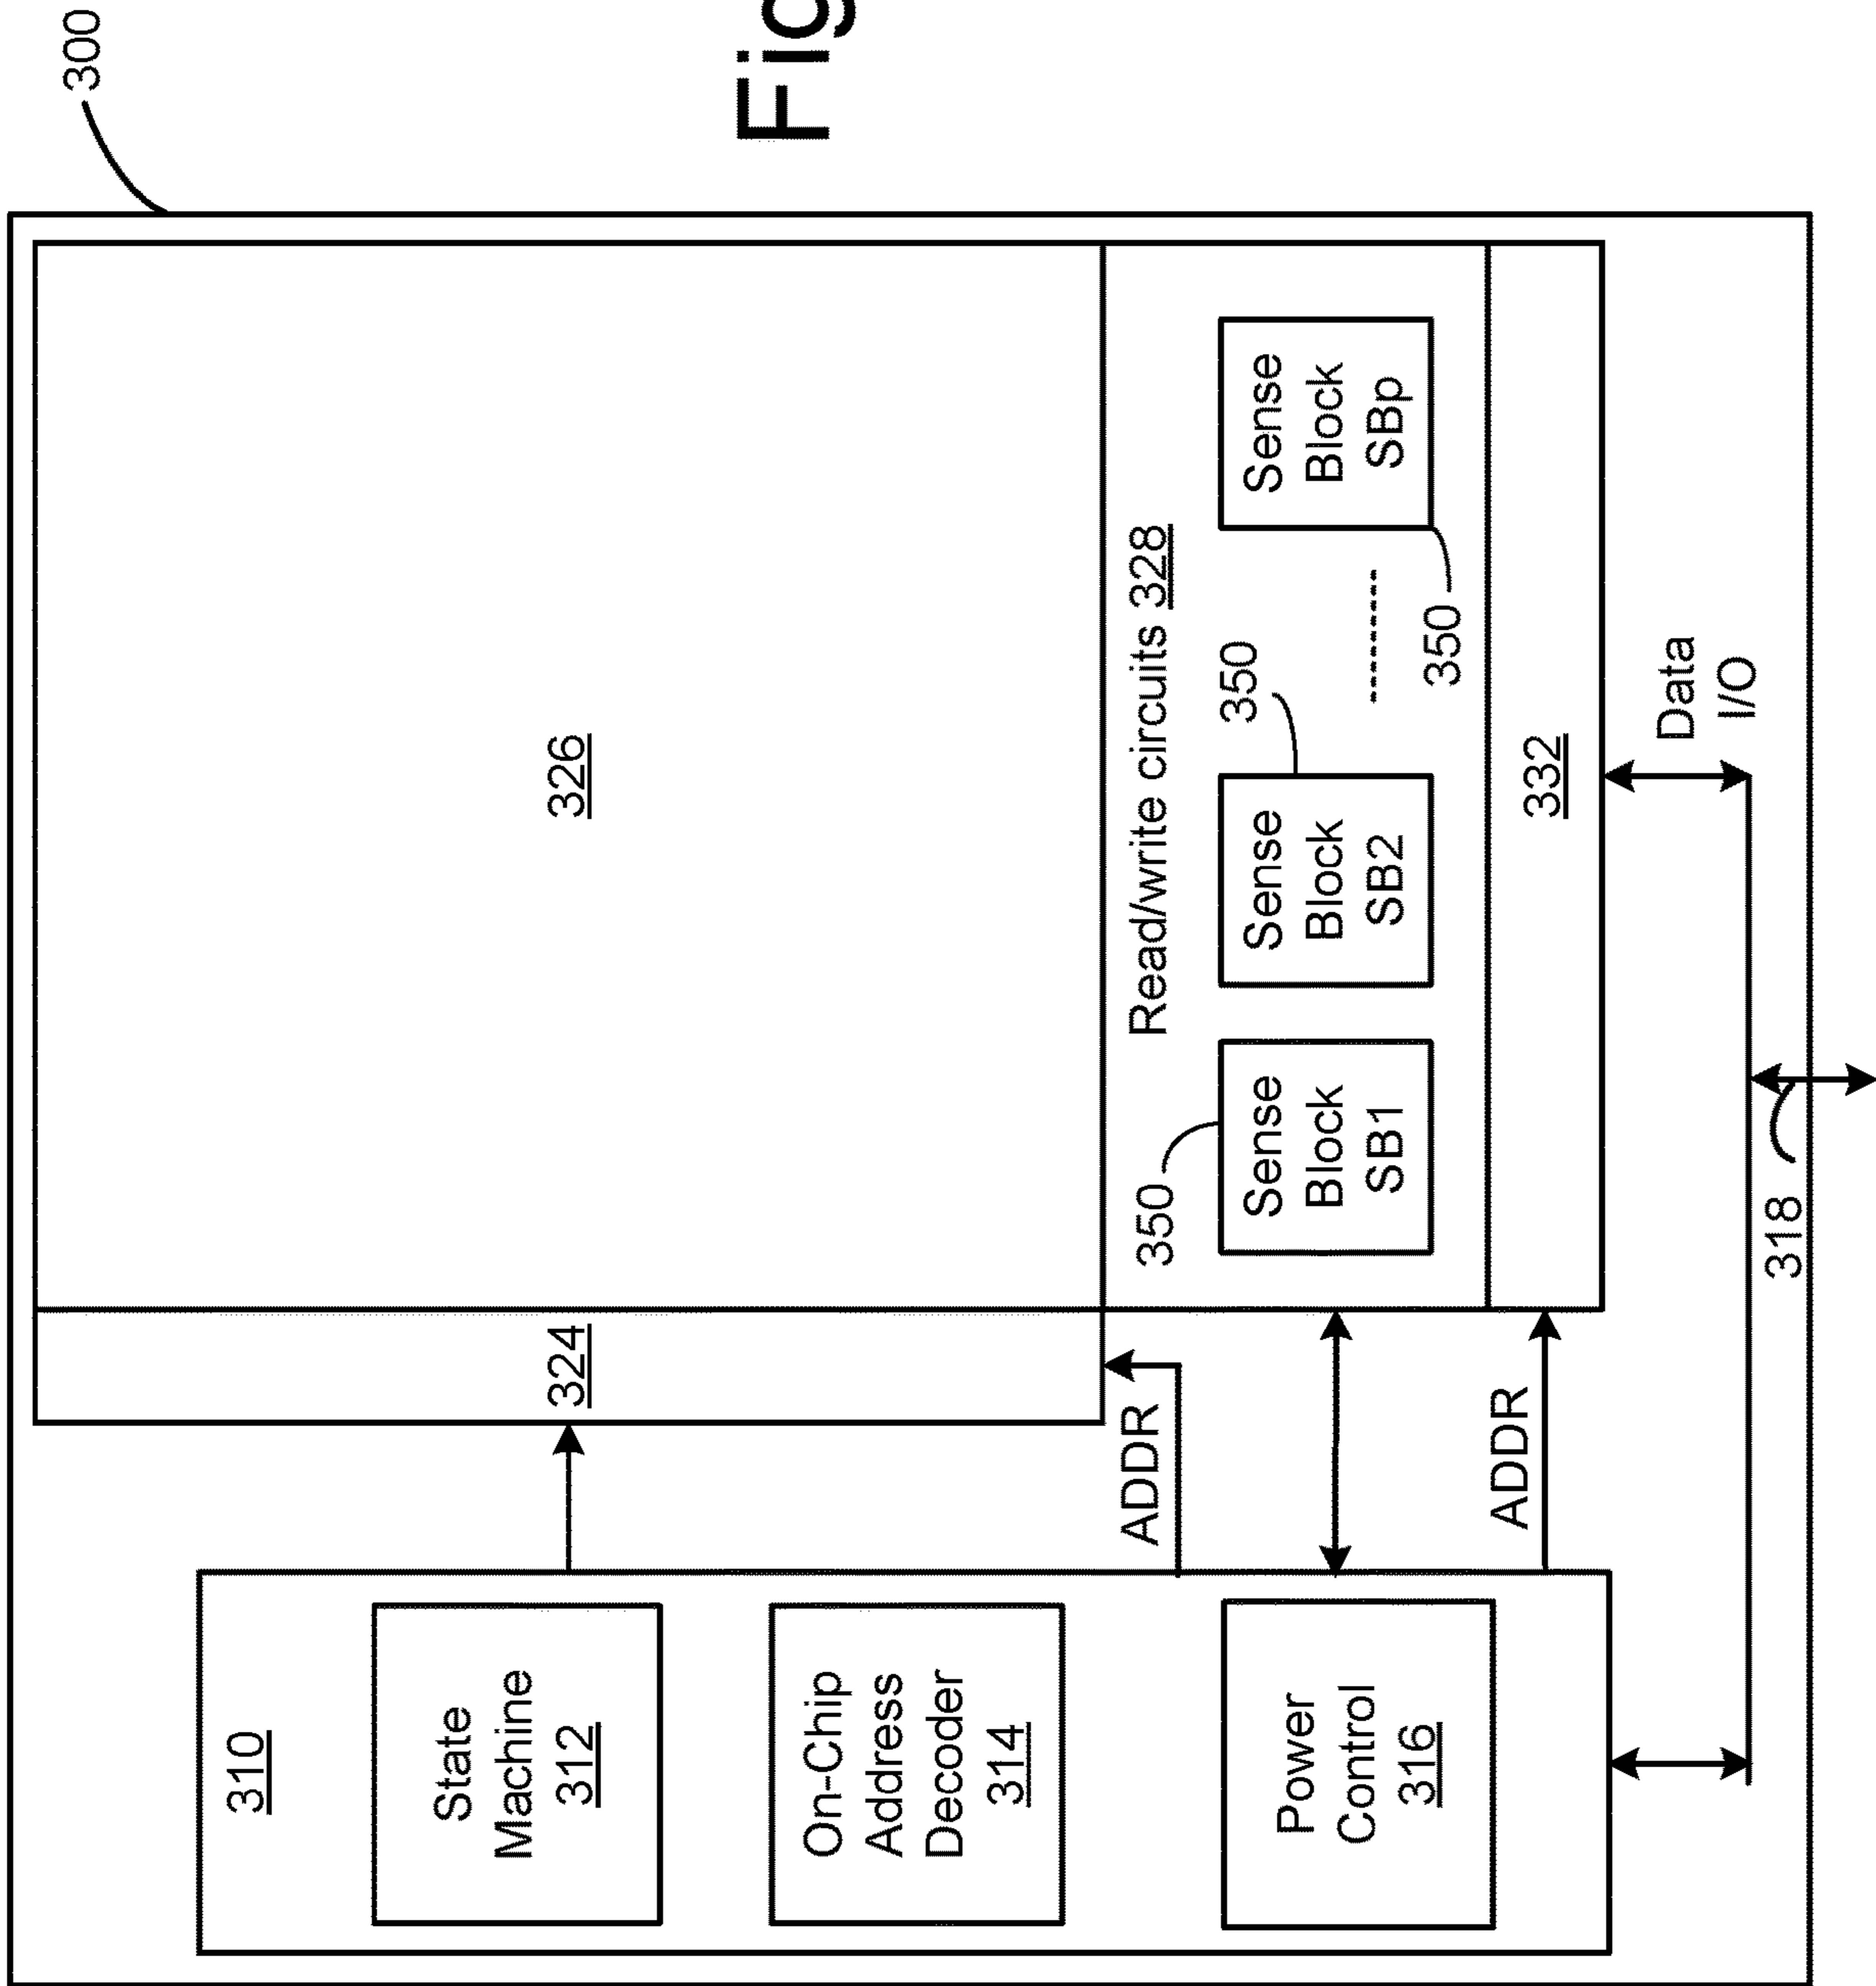 300
310
State
Machine
312
324
326
Fig
On-Chip
Address
Decoder
314
ADDR
350
Read/write circuits 328
350
Sense
Block
SB1
Sense
Block
SB2
Sense
Block
SBp
350
Power
Control
316
ADDR
332
Data
I/O
318